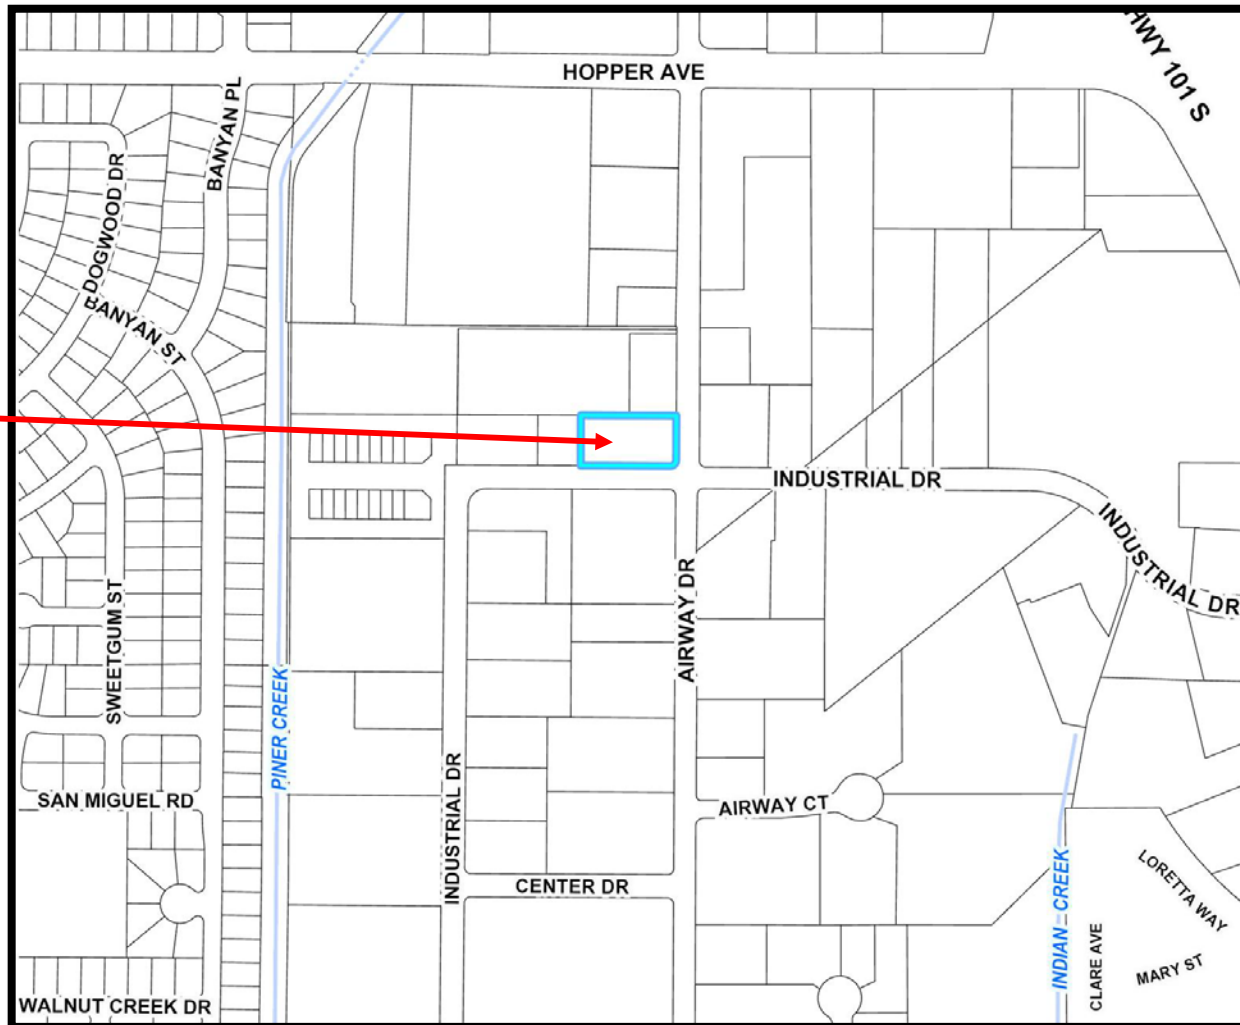 HWY 101 S
HOPPER AVE
BANYAN PL
DOGWOOD DR
BANYAN ST
INDUSTRIAL DR
INDUSTRIAL DR
AIRWAY DR
SWEETGUM ST
PINER CREEK
SAN MIGUEL RD
INDUSTRIAL DR
AIRWAY CT
CENTER DR
INDIAN CREEK
LORETTA WAY
CLARE AVE
MARY ST
WALNUT CREEK DR